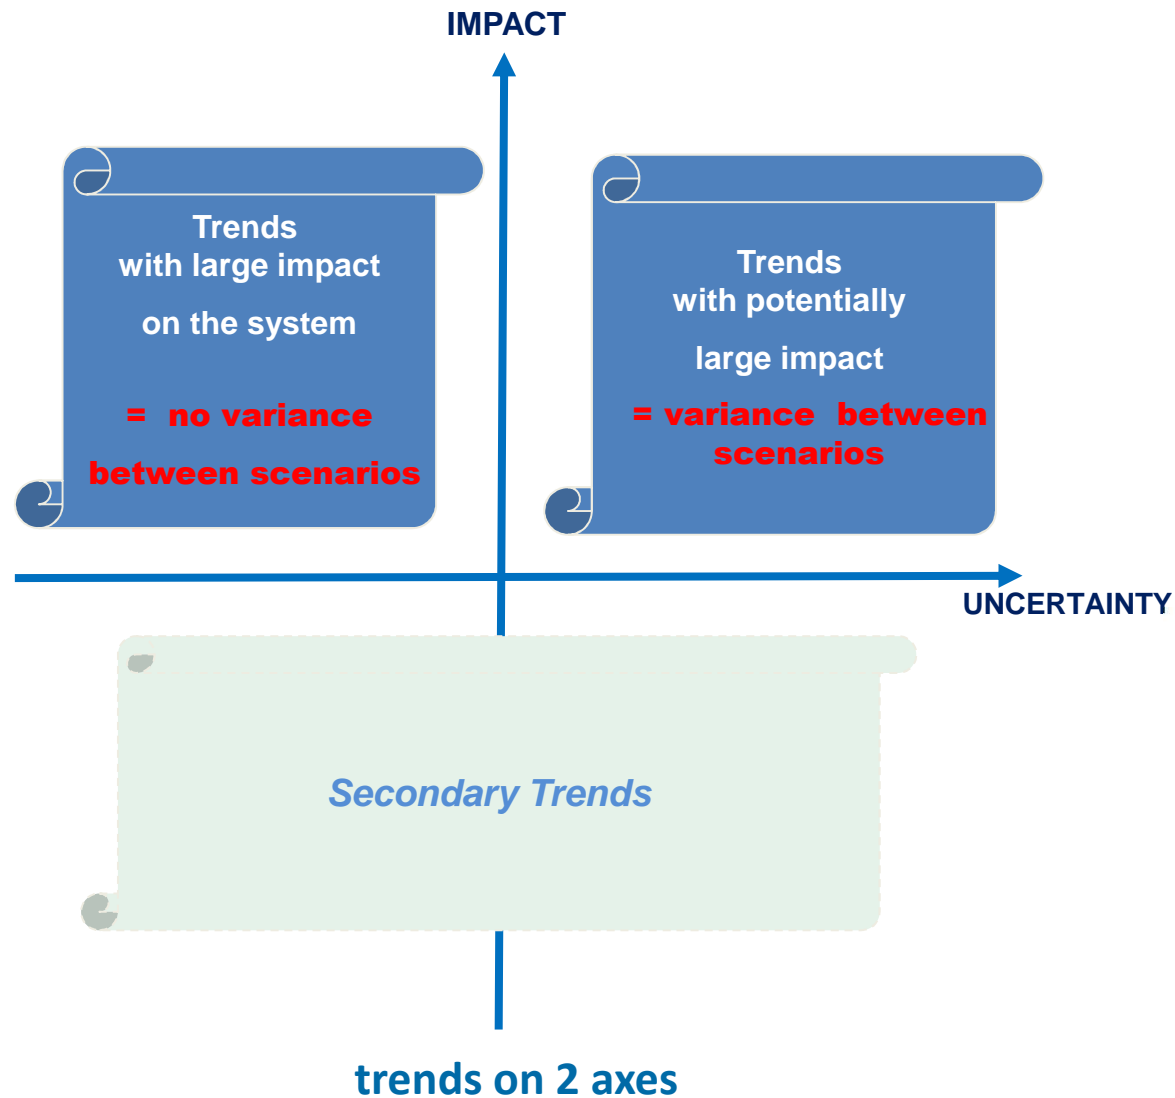 IMPACT
Trends
with large impact
on the system
= no variance
between scenarios
Trends
with potentially
large impact
= variance between
scenarios
UNCERTAINTY
Secondary Trends
trends on 2 axes